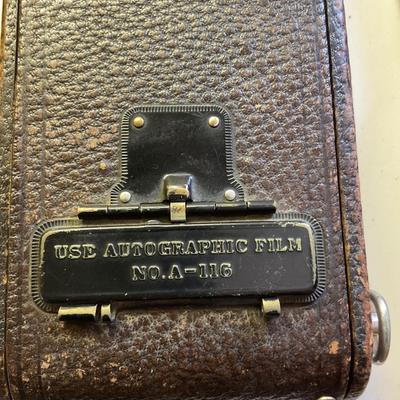 USE AUTOGRAPHIC FILM
NO. A-116